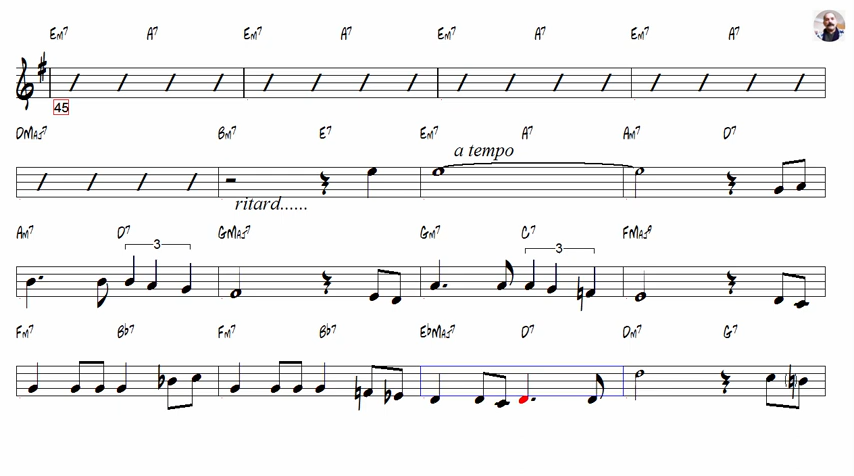 Em7 A7 Em7 A7 Em7 A7 Em7 A7
45
DMaj7 Bm7 E7 Em7 A7 Am7 D7
a tempo
ritard......
Am7 D7 GMaj7 Gm7 C7 FMaj9
3 3
Fm7 Bb7 Fm7 Bb7 EbMaj7 D7 Dm7 G7